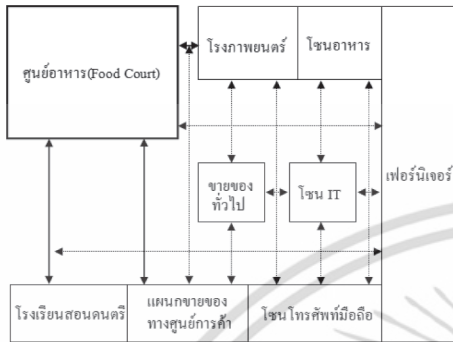 ศูนย์อาหาร(Food Court)
โรงภาพยนตร์
โซนอาหาร
เฟอร์นิเจอร์
ขายของ
ทั่วไป
โซน IT
โรงเรียนสอนดนตรี
แผนกขายของ
ทางศูนย์การค้า
โซนโทรศัพท์มือถือ